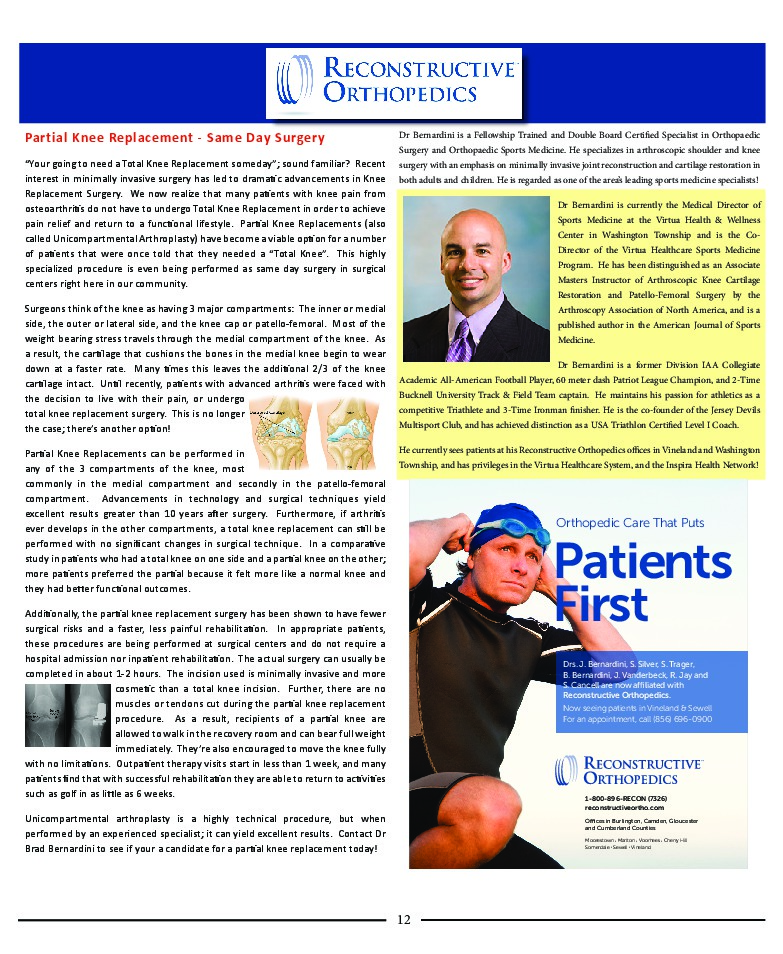 RECONSTRUCTIVE
ORTHOPEDICS
Partial Knee Replacement - Same Day Surgery
"Your going to need a Total Knee Replacement someday"; sound familiar? Recent
interest in minimally invasive surgery has led to dramatic advancements in Knee
Replacement Surgery. We now realize that many patients with knee pain from
osteoarthritis do not have to undergo Total Knee Replacement in order to achieve
pain relief and return to a functional lifestyle. Partial Knee Replacements (also
called Unicompartmental Arthroplasty) have become a viable option for a number
of patients that were once told that they needed a "Total Knee". This highly
specialized procedure is even being performed as same day surgery in surgical
centers right here in our community.
Surgeons think of the knee as having 3 major compartments: The inner or medial
side, the outer or lateral side, and the knee cap or patello-femoral. Most of the
weight bearing stress travels through the medial compartment of the knee. As
a result, the cartilage that cushions the bones in the medial knee begin to wear
down at a faster rate. Many times this leaves the additional 2/3 of the knee
cartilage intact. Until recently, patients with advanced arthritis were faced with
the decision to live with their pain, or undergo
total knee replacement surgery. This is no longer
the case; there's another option!
Partial Knee Replacements can be performed in
any of the 3 compartments of the knee, most
commonly in the medial compartment and secondly in the patello-femoral
compartment. Advancements in technology and surgical techniques yield
excellent results greater than 10 years after surgery. Furthermore, if arthritis
ever develops in the other compartments, a total knee replacement can still be
performed with no significant changes in surgical technique. In a comparative
study in patients who had a total knee on one side and a partial knee on the other;
more patients preferred the partial because it felt more like a normal knee and
they had better functional outcomes.
Additionally, the partial knee replacement surgery has been shown to have fewer
surgical risks and a faster, less painful rehabilitation. In appropriate patients,
these procedures are being performed at surgical centers and do not require a
hospital admission nor inpatient rehabilitation. The actual surgery can usually be
completed in about 1-2 hours. The incision used is minimally invasive and more
cosmetic than a total knee incision. Further, there are no
muscles or tendons cut during the partial knee replacement
procedure. As a result, recipients of a partial knee are
allowed to walk in the recovery room and can bear full weight
immediately. They're also encouraged to move the knee fully
with no limitations. Outpatient therapy visits start in less than 1 week, and many
patients find that with successful rehabilitation they are able to return to activities
such as golf in as little as 6 weeks.
Unicompartmental arthroplasty is a highly technical procedure, but when
performed by an experienced specialist; it can yield excellent results. Contact Dr
Brad Bernardini to see if your a candidate for a partial knee replacement today!
Dr Bernardini is a Fellowship Trained and Double Board Certified Specialist in Orthopaedic
Surgery and Orthopaedic Sports Medicine. He specializes in arthroscopic shoulder and knee
surgery with an emphasis on minimally invasive joint reconstruction and cartilage restoration in
both adults and children. He is regarded as one of the area's leading sports medicine specialists!
Dr Bernardini is currently the Medical Director of
Sports Medicine at the Virtua Health & Wellness
Center in Washington Township and is the Co-
Director of the Virtua Healthcare Sports Medicine
Program. He has been distinguished as an Associate
Masters Instructor of Arthroscopic Knee Cartilage
Restoration and Patello-Femoral Surgery by the
Arthroscopy Association of North America, and is a
published author in the American Journal of Sports
Medicine.
Dr Bernardini is a former Division IAA Collegiate
Academic All-American Football Player, 60 meter dash Patriot League Champion, and 2-Time
Bucknell University Track & Field Team captain. He maintains his passion for athletics as a
competitive Triathlete and 3-Time Ironman finisher. He is the co-founder of the Jersey Devils
Multisport Club, and has achieved distinction as a USA Triathlon Certified Level I Coach.
He currently sees patients at his Reconstructive Orthopedics offices in Vineland and Washington
Township, and has privileges in the Virtua Healthcare System, and the Inspira Health Network!
Orthopedic Care That Puts
Patients
First
Drs. J. Bernardini, S. Silver, S. Trager,
B. Bernardini, J. Vanderbeck, R. Jay and
S. Cancell are now affiliated with
Reconstructive Orthopedics.
Now seeing patients in Vineland & Sewell
For an appointment, call (856) 696-0900
RECONSTRUCTIVE
ORTHOPEDICS
1-800-896-RECON (7326)
reconstructiveortho.com
Offices in Burlington, Camden, Gloucester
and Cumberland Counties
Moorestown · Marlton · Voorhees · Cherry Hill
Somerdale · Sewell · Vineland
12